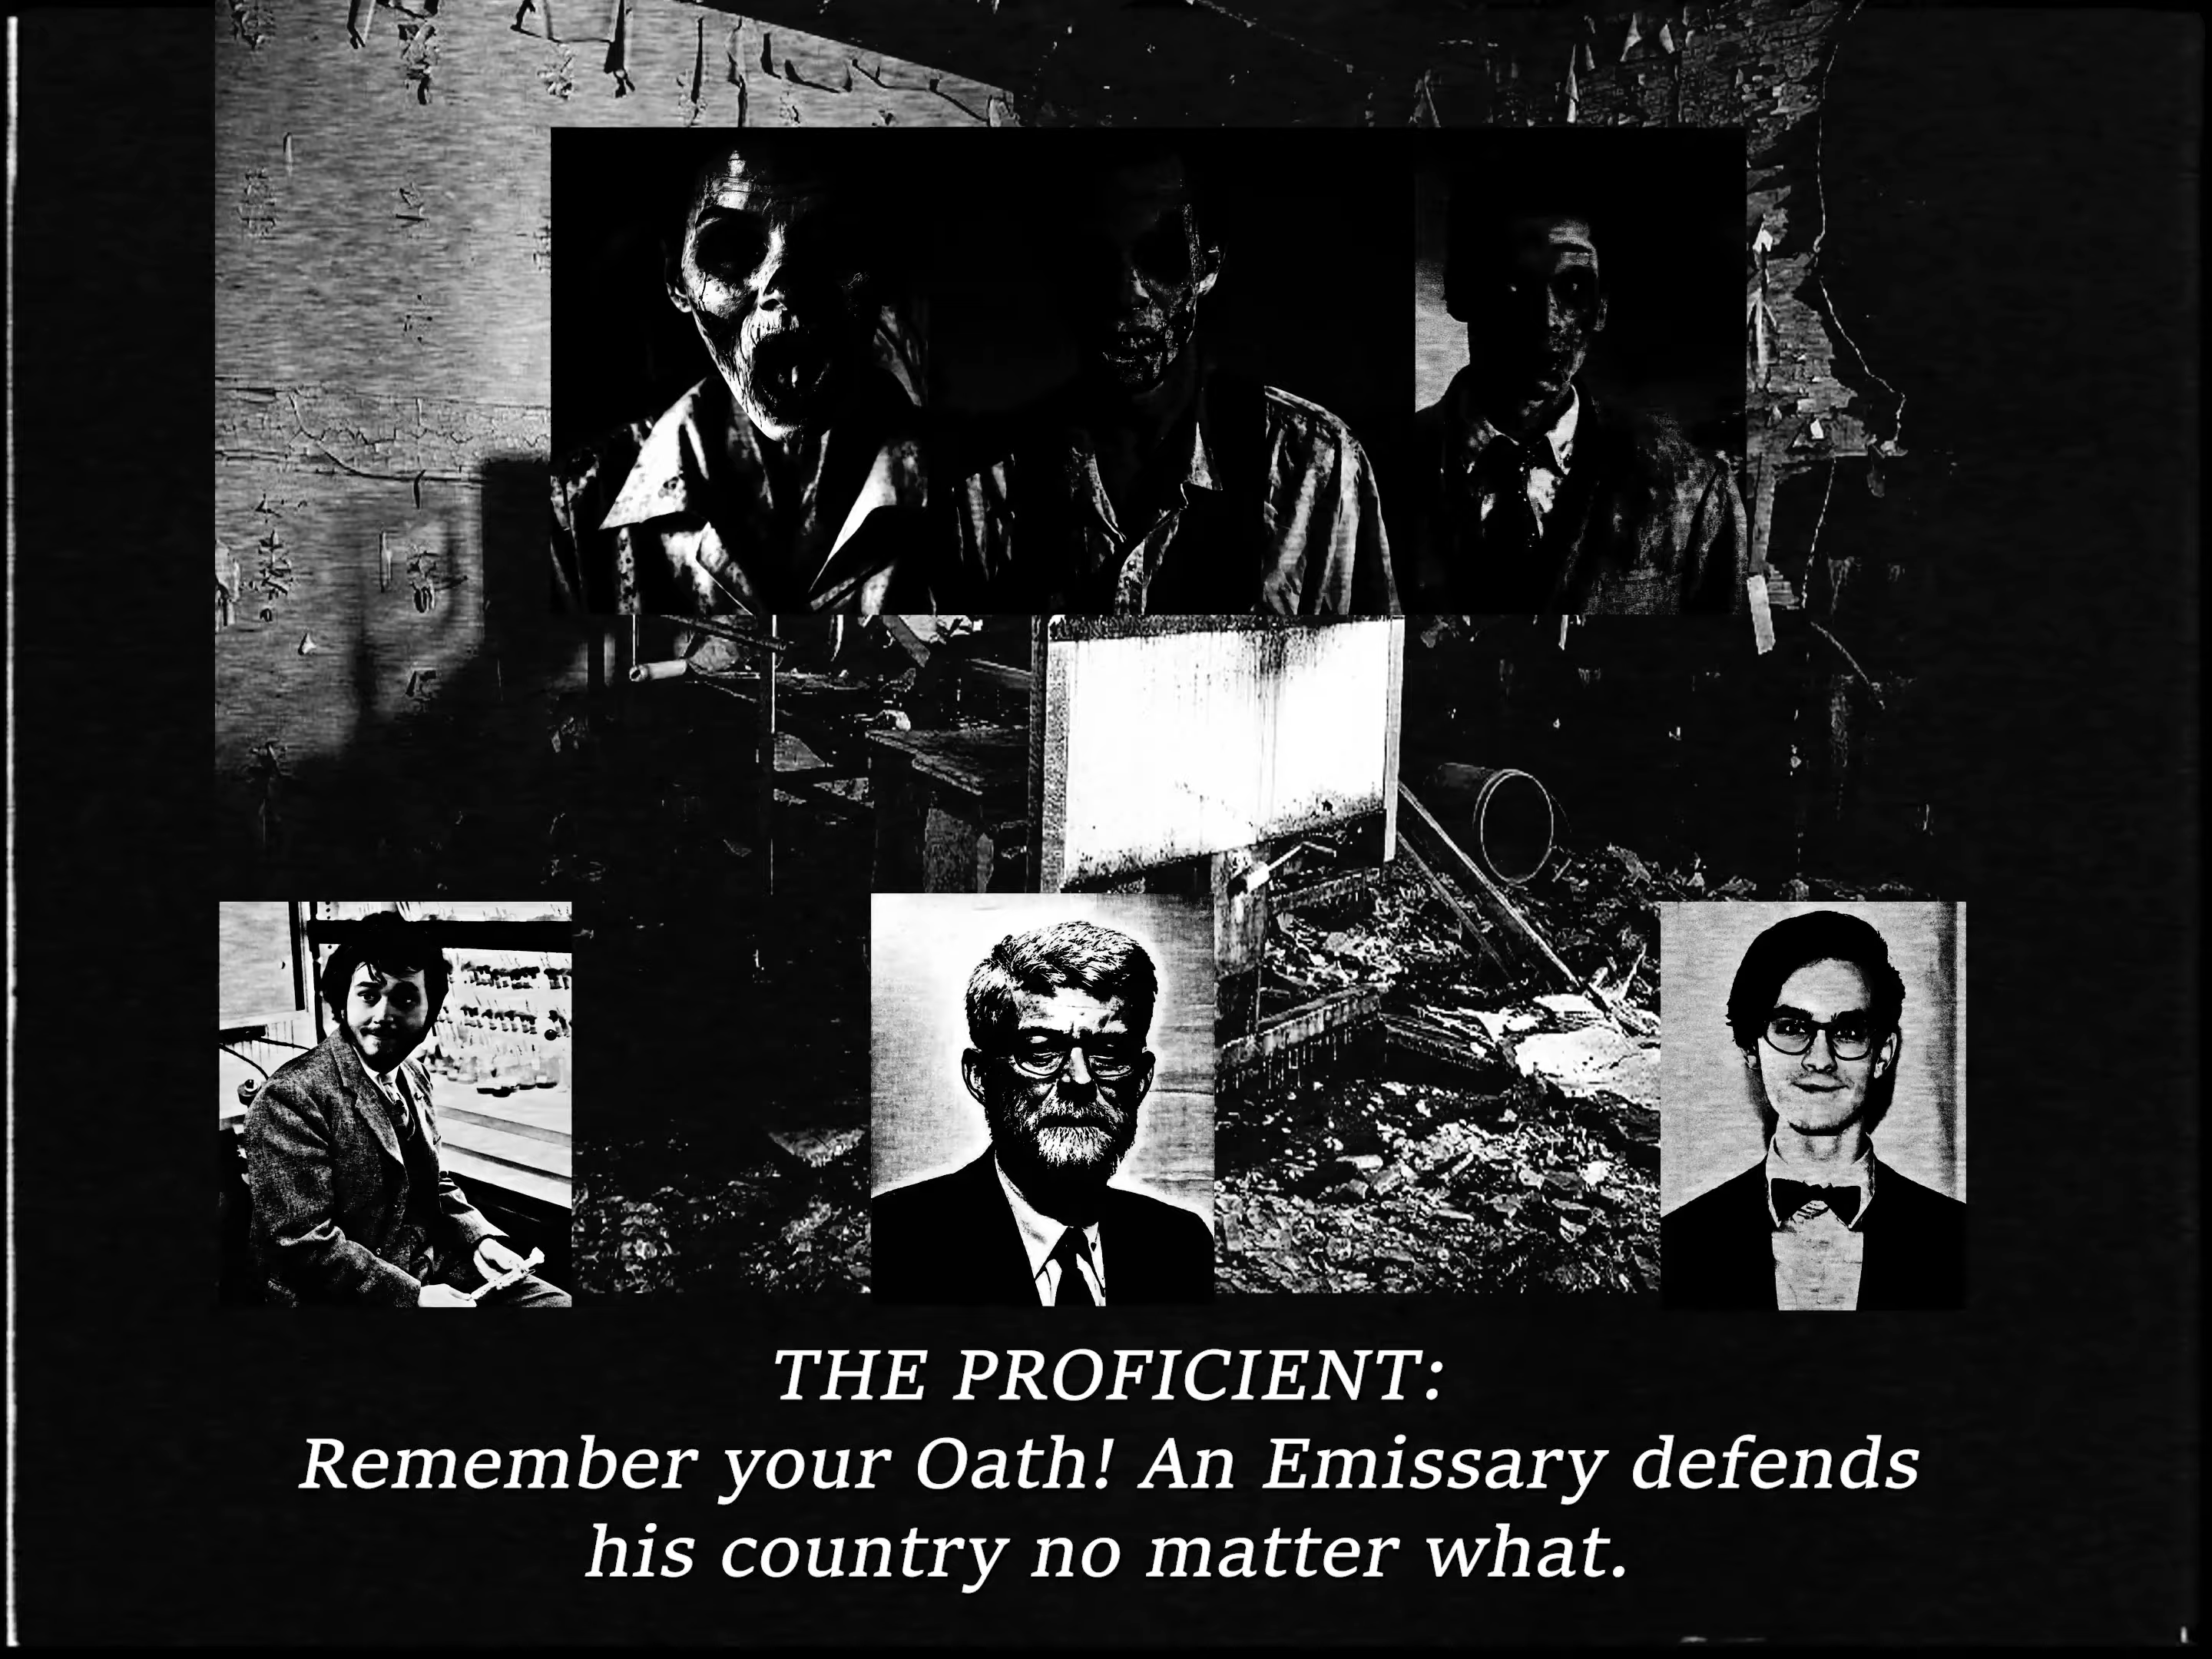 THE PROFICIENT:
Remember your Oath! An Emissary defends
his country no matter what.